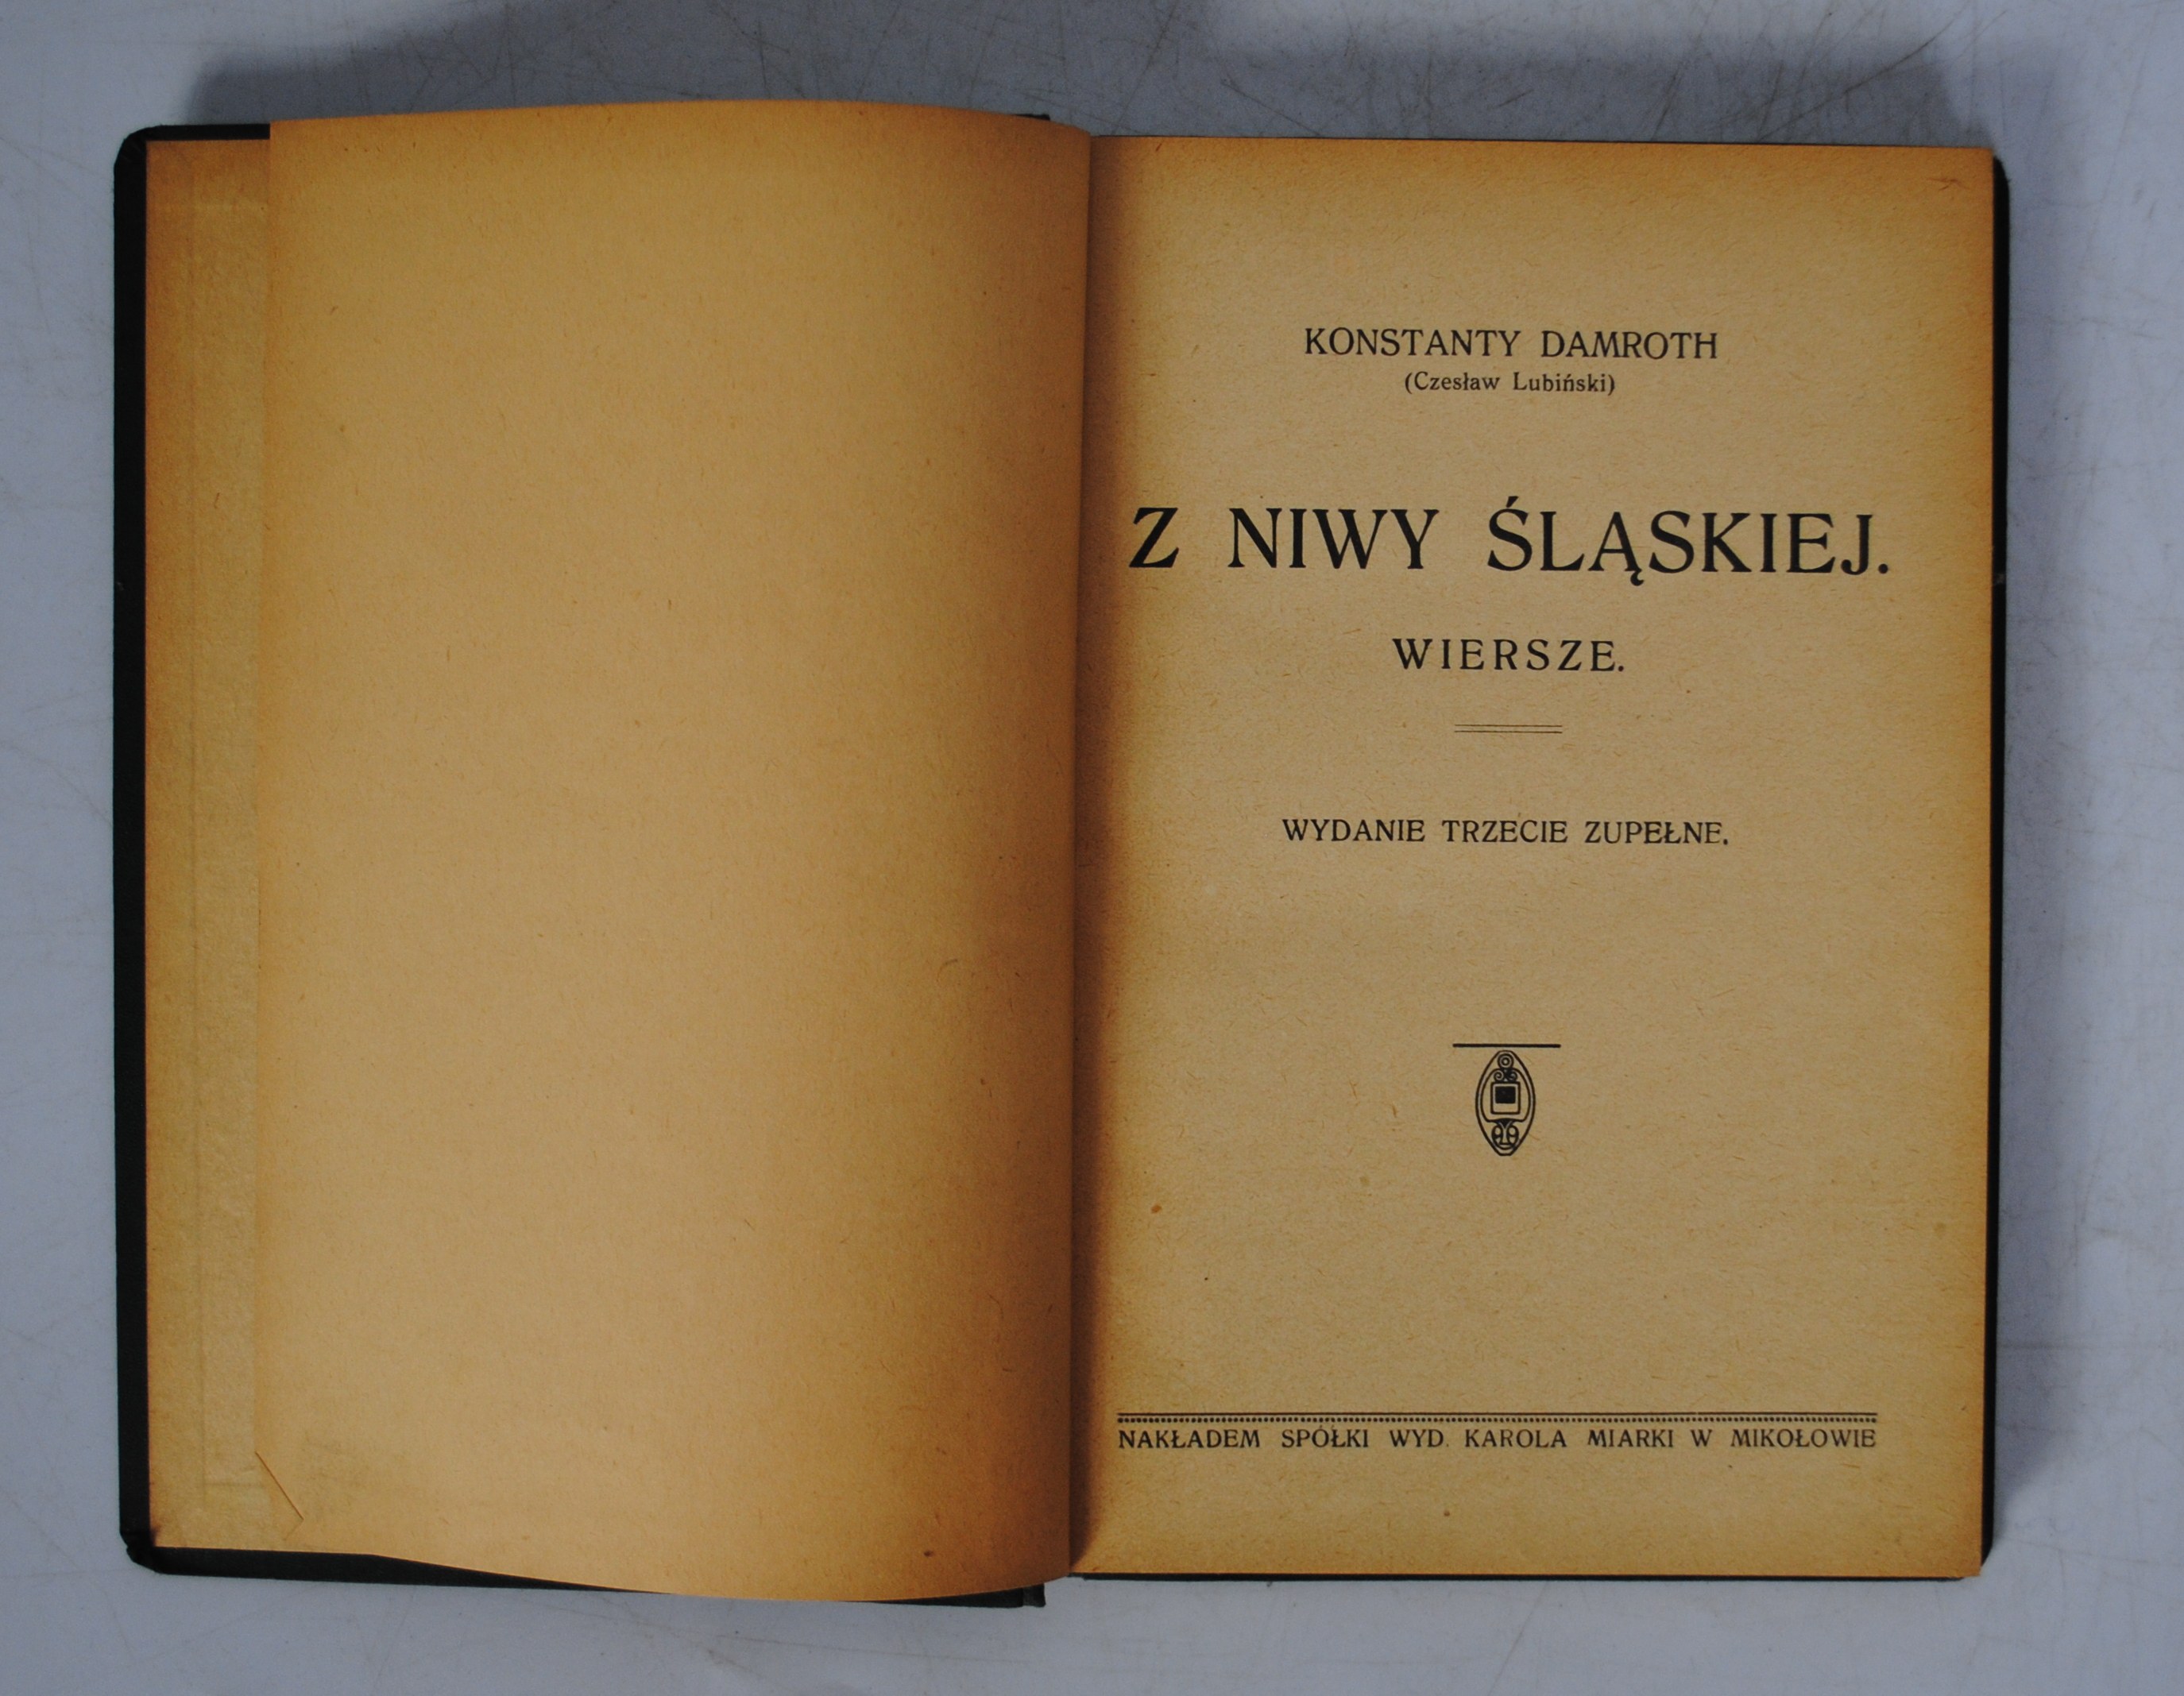 KONSTANTY DAMROTH
(Czesław Lubiński)
Z NIWY ŚLĄSKIEJ.
WIERSZE.
WYDANIE TRZECIE ZUPEŁNE.
NAKŁADEM SPÓŁKI WYD. KAROLA MIARKI W MIKOŁOWIE